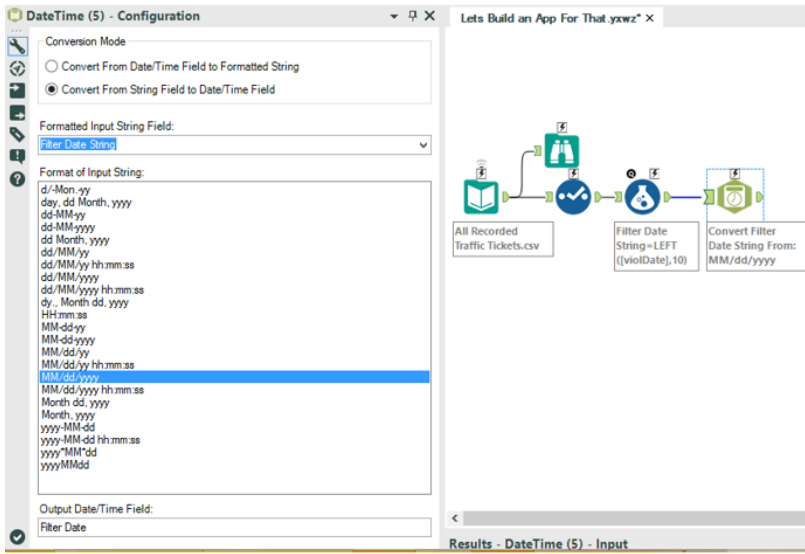 DateTime (5) - Configuration
Conversion Mode
Convert From Date/Time Field to Formatted String
Convert From String Field to Date/Time Field
Formatted Input String Field:
Filter Date String
Format of Input String:
d/-Mon.-yy
day, dd Month, yyyy
dd-MM-yy
dd-MM-yyyy
dd Month, yyyy
dd/MM/yy
dd/MM/yy hh:mm:ss
dd/MM/yyyy
dd/MM/yyyy hh:mm:ss
dy., Month dd, yyyy
HH:mm:ss
MM-dd-yy
MM-dd-yyyy
MM/dd/yy
MM/dd/yy hh:mm:ss
MM/dd/yyyy
MM/dd/yyyy hh:mm:ss
Month dd, yyyy
Month, yyyy
yyyy-MM-dd
yyyy-MM-dd hh:mm:ss
yyyy"MM"dd
yyyyMMdd
Output Date/Time Field:
Filter Date
Lets Build an App For That.yxwz*
All Recorded
Traffic Tickets.csv
Filter Date
String=LEFT
([violDate],10)
Convert Filter
Date String From:
MM/dd/yyyy
Results - DateTime (5) - Input